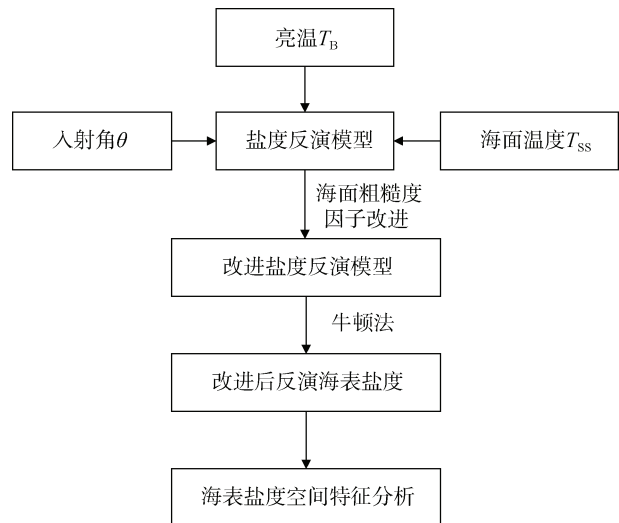 亮温T_B
入射角θ
盐度反演模型
海面温度T_SS
海面粗糙度
因子改进
改进盐度反演模型
牛顿法
改进后反演海表盐度
海表盐度空间特征分析